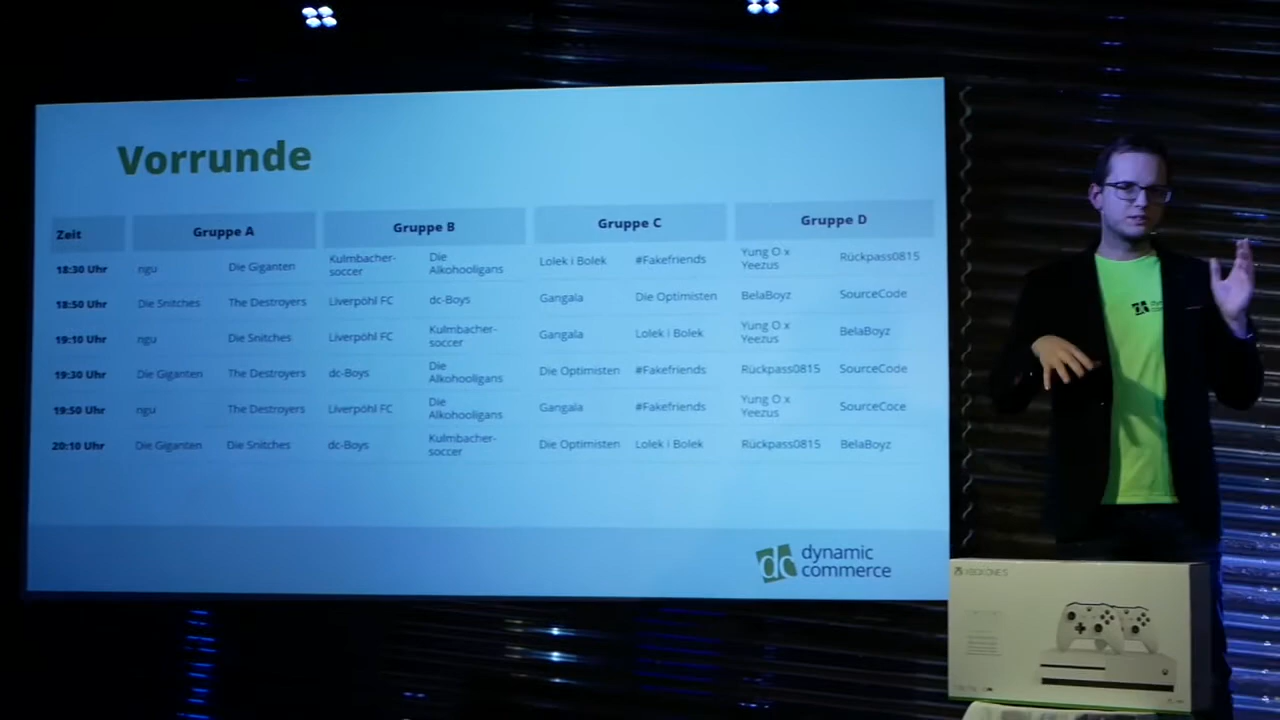 Vorrunde
Zeit Gruppe A Gruppe B Gruppe C Gruppe D
18:30 Uhr ngu Die Giganten Kulmbacher-soccer Die Alkohooligans Lolek i Bolek #Fakefriends Yung O x Yeezus Rückpass0815
18:50 Uhr Die Snitches The Destroyers Liverpöhl FC dc-Boys Gangala Die Optimisten BelaBoyz SourceCode
19:10 Uhr ngu Die Snitches Liverpöhl FC Kulmbacher-soccer Gangala Lolek i Bolek Yung O x Yeezus BelaBoyz
19:30 Uhr Die Giganten The Destroyers dc-Boys Die Alkohooligans Die Optimisten #Fakefriends Rückpass0815 SourceCode
19:50 Uhr ngu The Destroyers Liverpöhl FC Die Alkohooligans Gangala #Fakefriends Yung O x Yeezus SourceCoce
20:10 Uhr Die Giganten Die Snitches dc-Boys Kulmbacher-soccer Die Optimisten Lolek i Bolek Rückpass0815 BelaBoyz
dc dynamic
commerce
XBOX ONE S